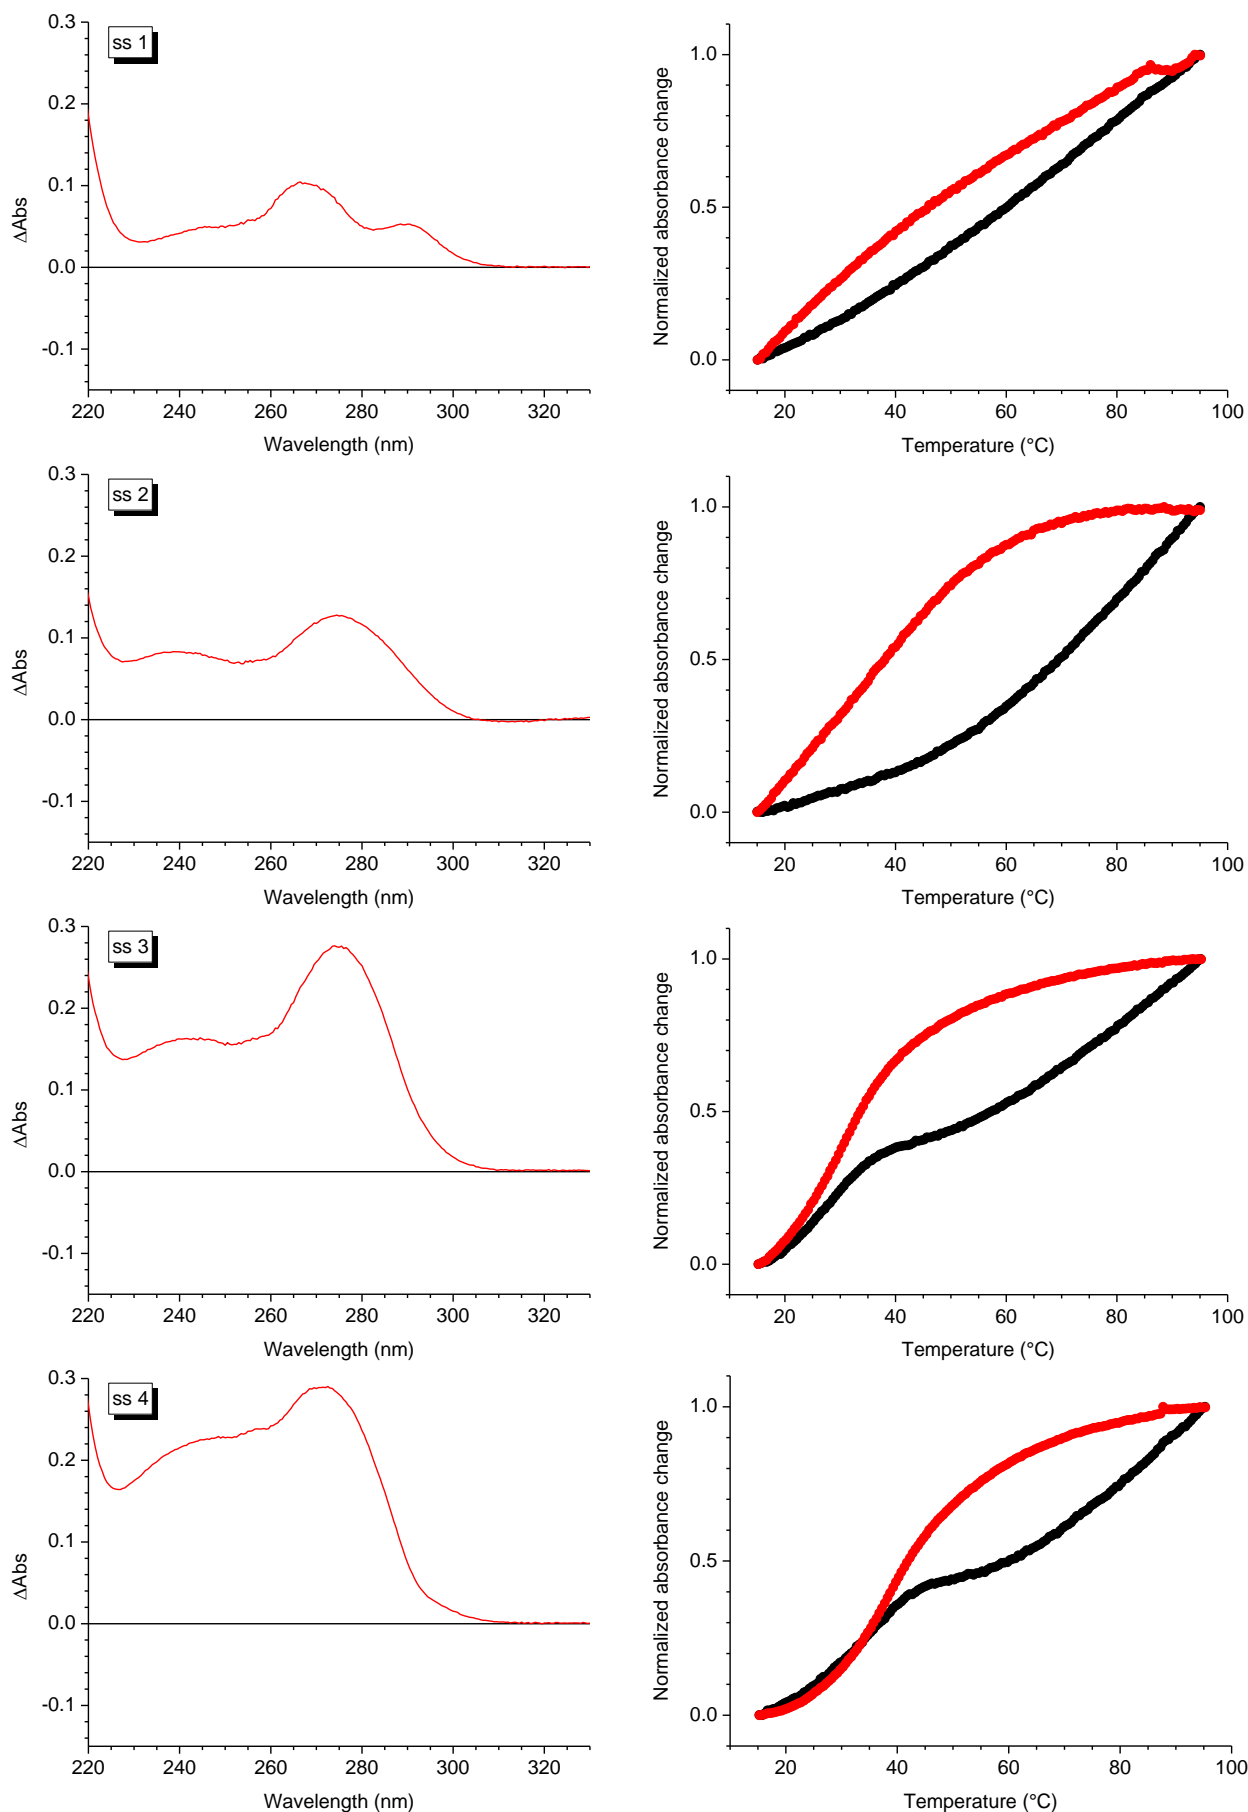 0.3
ss 1
0.2
0.1
0.0
-0.1
ΔAbs
220 240 260 280 300 320
Wavelength (nm)
1.0
0.5
0.0
Normalized absorbance change
20 40 60 80 100
Temperature (°C)
0.3
ss 2
0.2
0.1
0.0
-0.1
ΔAbs
220 240 260 280 300 320
Wavelength (nm)
1.0
0.5
0.0
Normalized absorbance change
20 40 60 80 100
Temperature (°C)
0.3
ss 3
0.2
0.1
0.0
-0.1
ΔAbs
220 240 260 280 300 320
Wavelength (nm)
1.0
0.5
0.0
Normalized absorbance change
20 40 60 80 100
Temperature (°C)
0.3
ss 4
0.2
0.1
0.0
-0.1
ΔAbs
220 240 260 280 300 320
Wavelength (nm)
1.0
0.5
0.0
Normalized absorbance change
20 40 60 80 100
Temperature (°C)